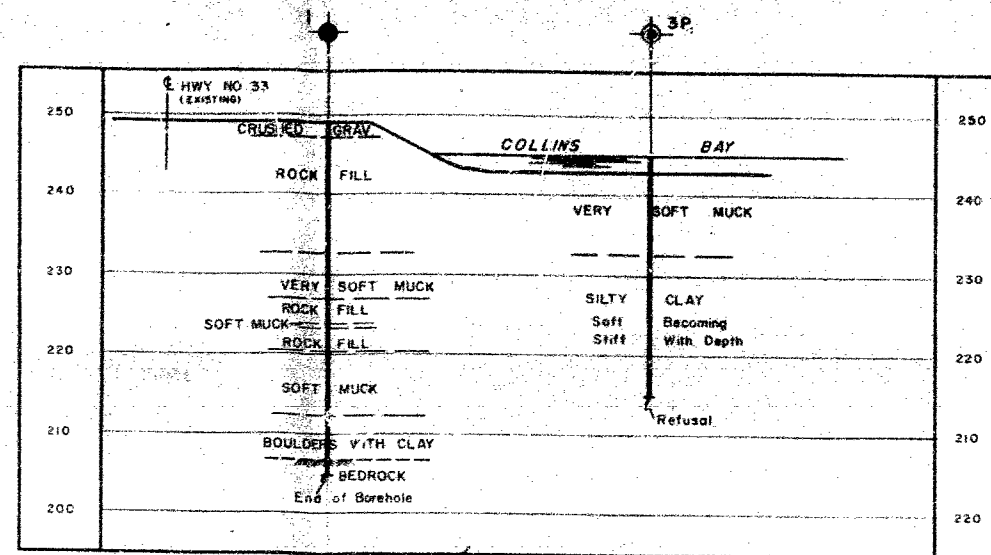 1
3P
℄ HWY NO 33
(EXISTING)
250
250
CRUSHED GRAV
COLLINS BAY
ROCK FILL
240
240
VERY SOFT MUCK
230
230
VERY SOFT MUCK
SILTY CLAY
ROCK FILL
SOFT MUCK
Soft Becoming
ROCK FILL
Stiff With Depth
220
220
SOFT MUCK
Refusal
210
210
BOULDERS WITH CLAY
BEDROCK
End of Borehole
200
220